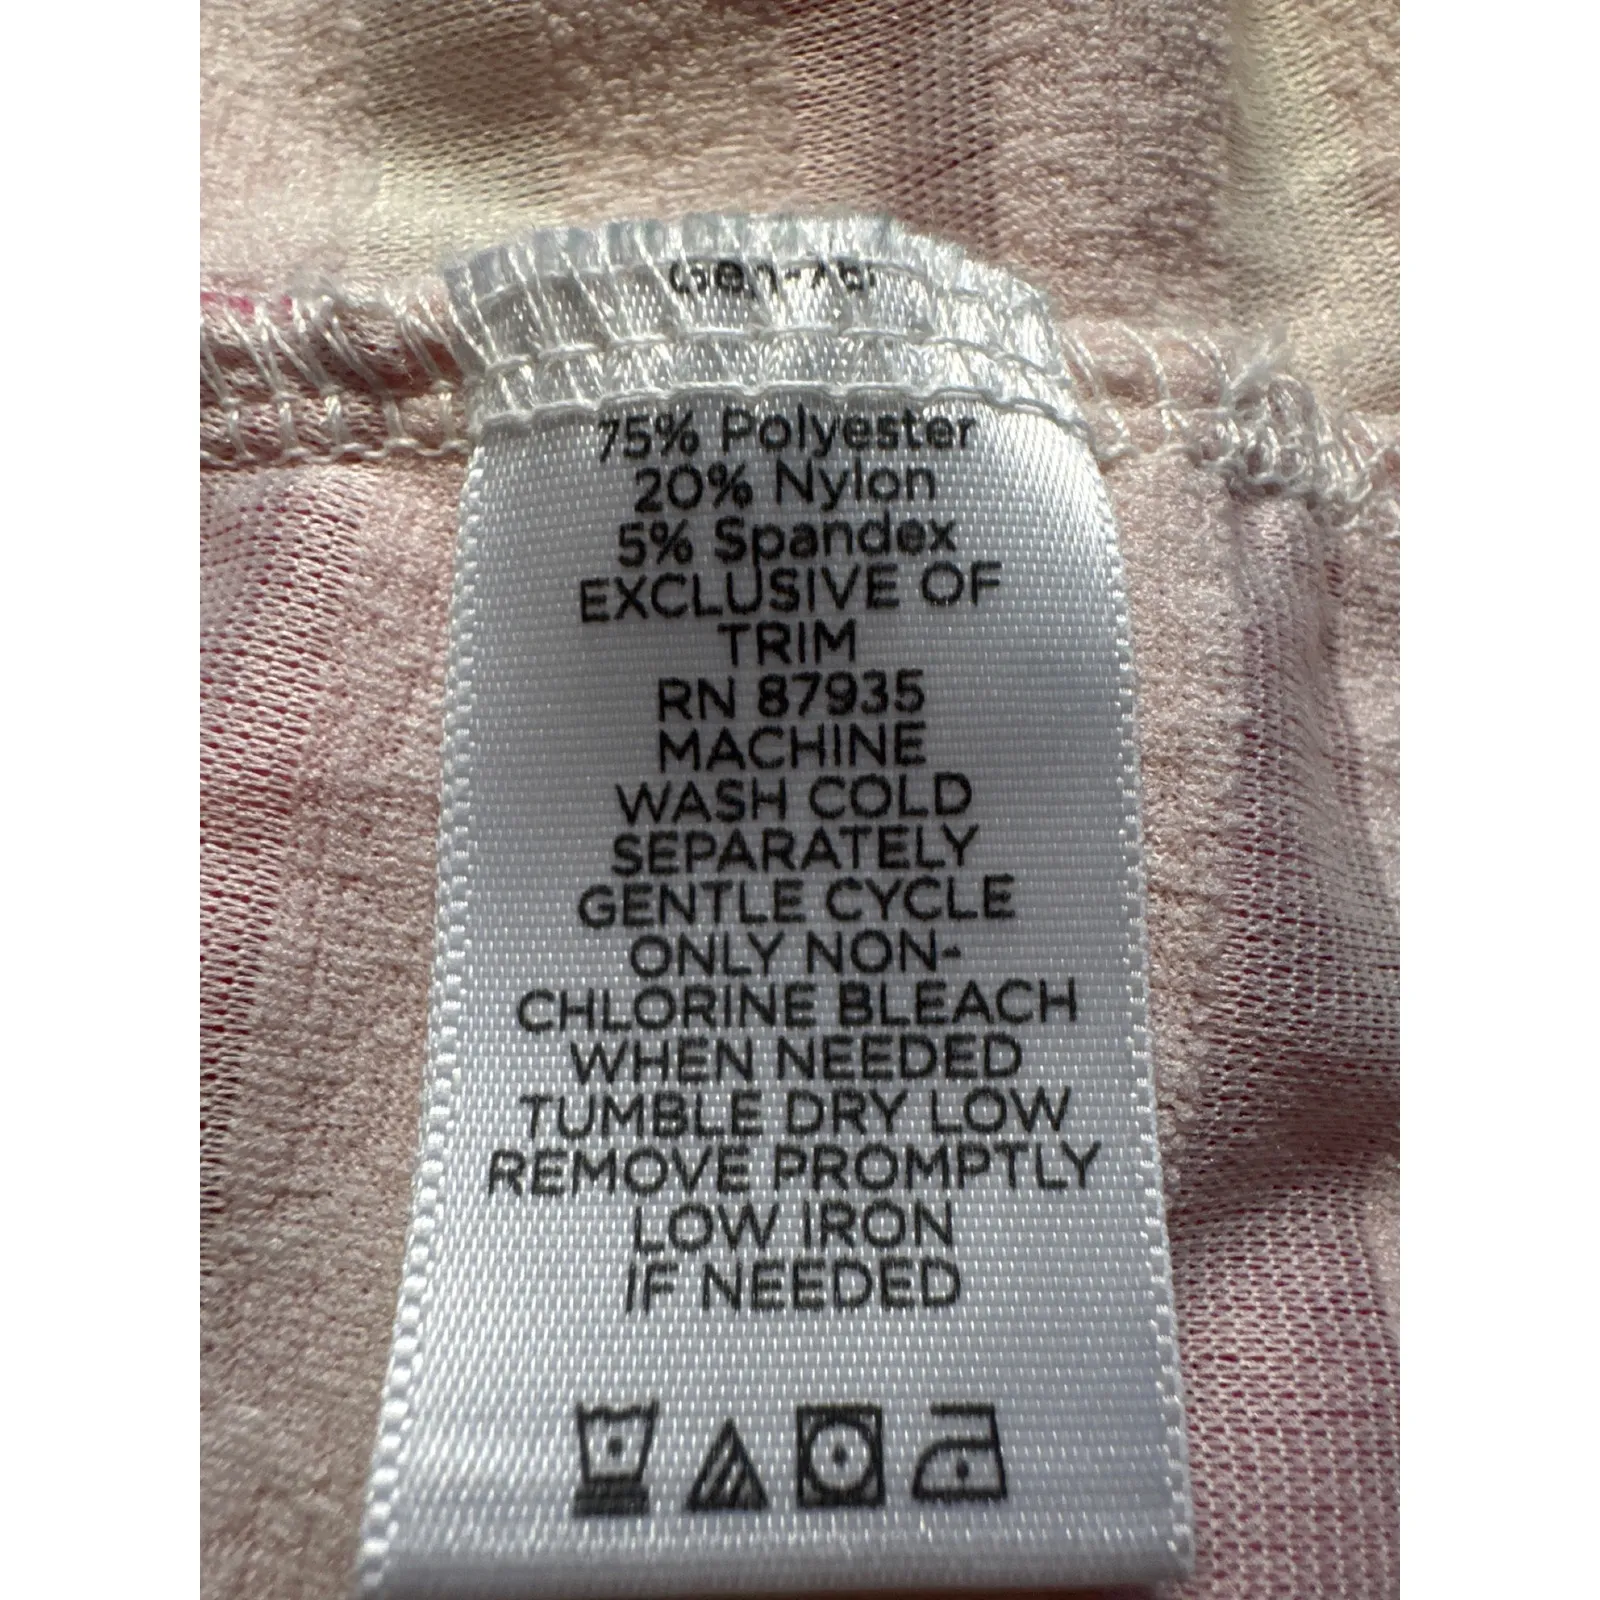 75% Polyester
20% Nylon
5% Spandex
EXCLUSIVE OF
TRIM
RN 87935
MACHINE
WASH COLD
SEPARATELY
GENTLE CYCLE
ONLY NON-
CHLORINE BLEACH
WHEN NEEDED
TUMBLE DRY LOW
REMOVE PROMPTLY
LOW IRON
IF NEEDED